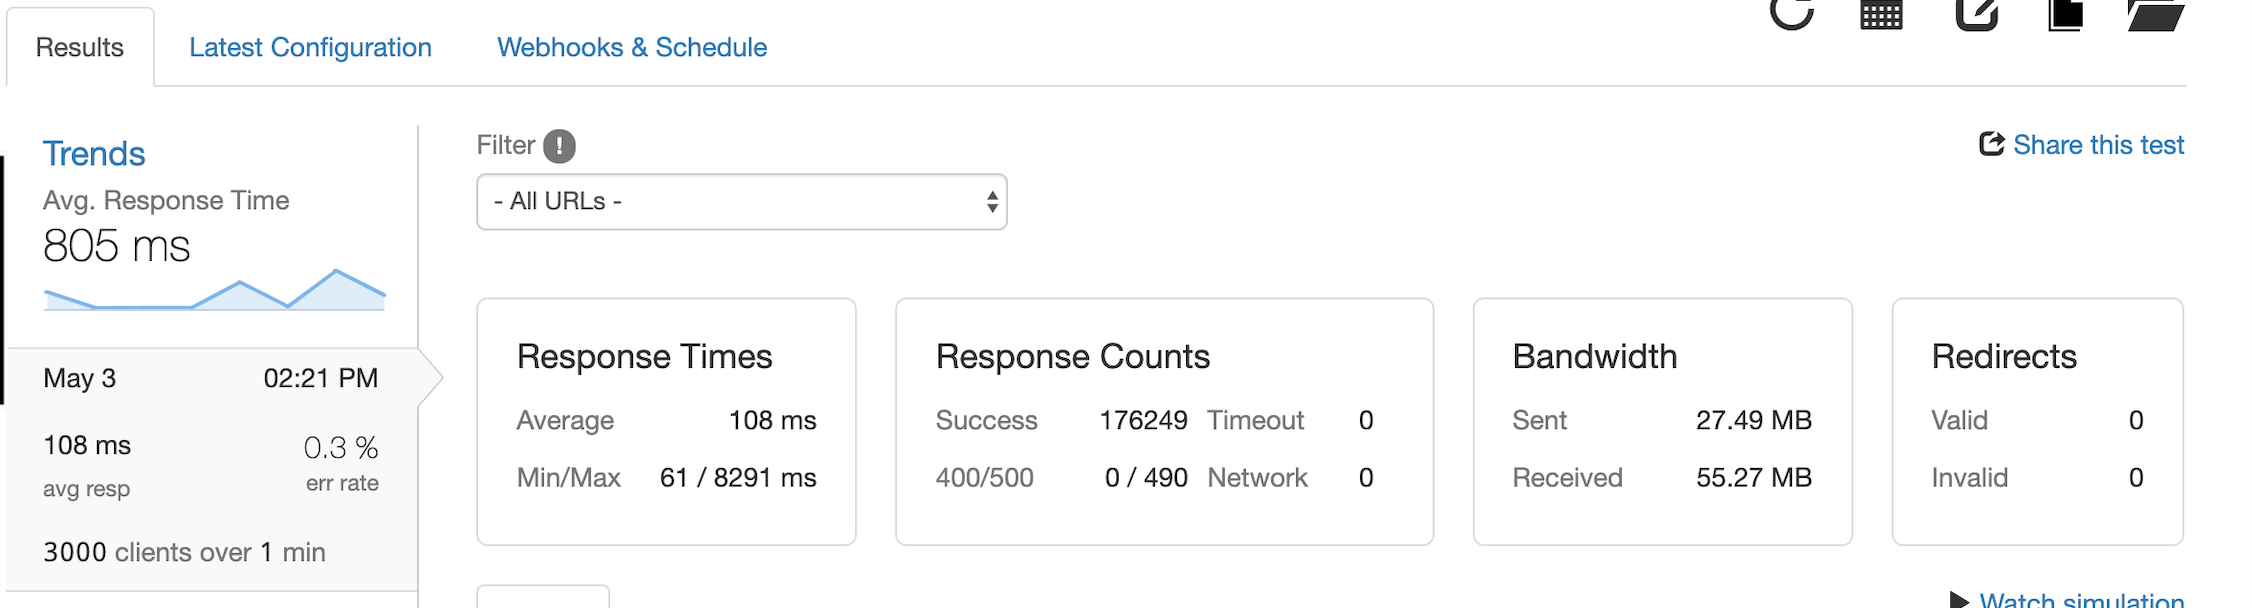 Results
Latest Configuration
Webhooks & Schedule
Trends
Avg. Response Time
805 ms
May 3 02:21 PM
108 ms 0.3 %
avg resp err rate
3000 clients over 1 min
Filter !
- All URLs -
Share this test
Response Times
Average 108 ms
Min/Max 61 / 8291 ms
Response Counts
Success 176249 Timeout 0
400/500 0 / 490 Network 0
Bandwidth
Sent 27.49 MB
Received 55.27 MB
Redirects
Valid 0
Invalid 0
Watch simulation